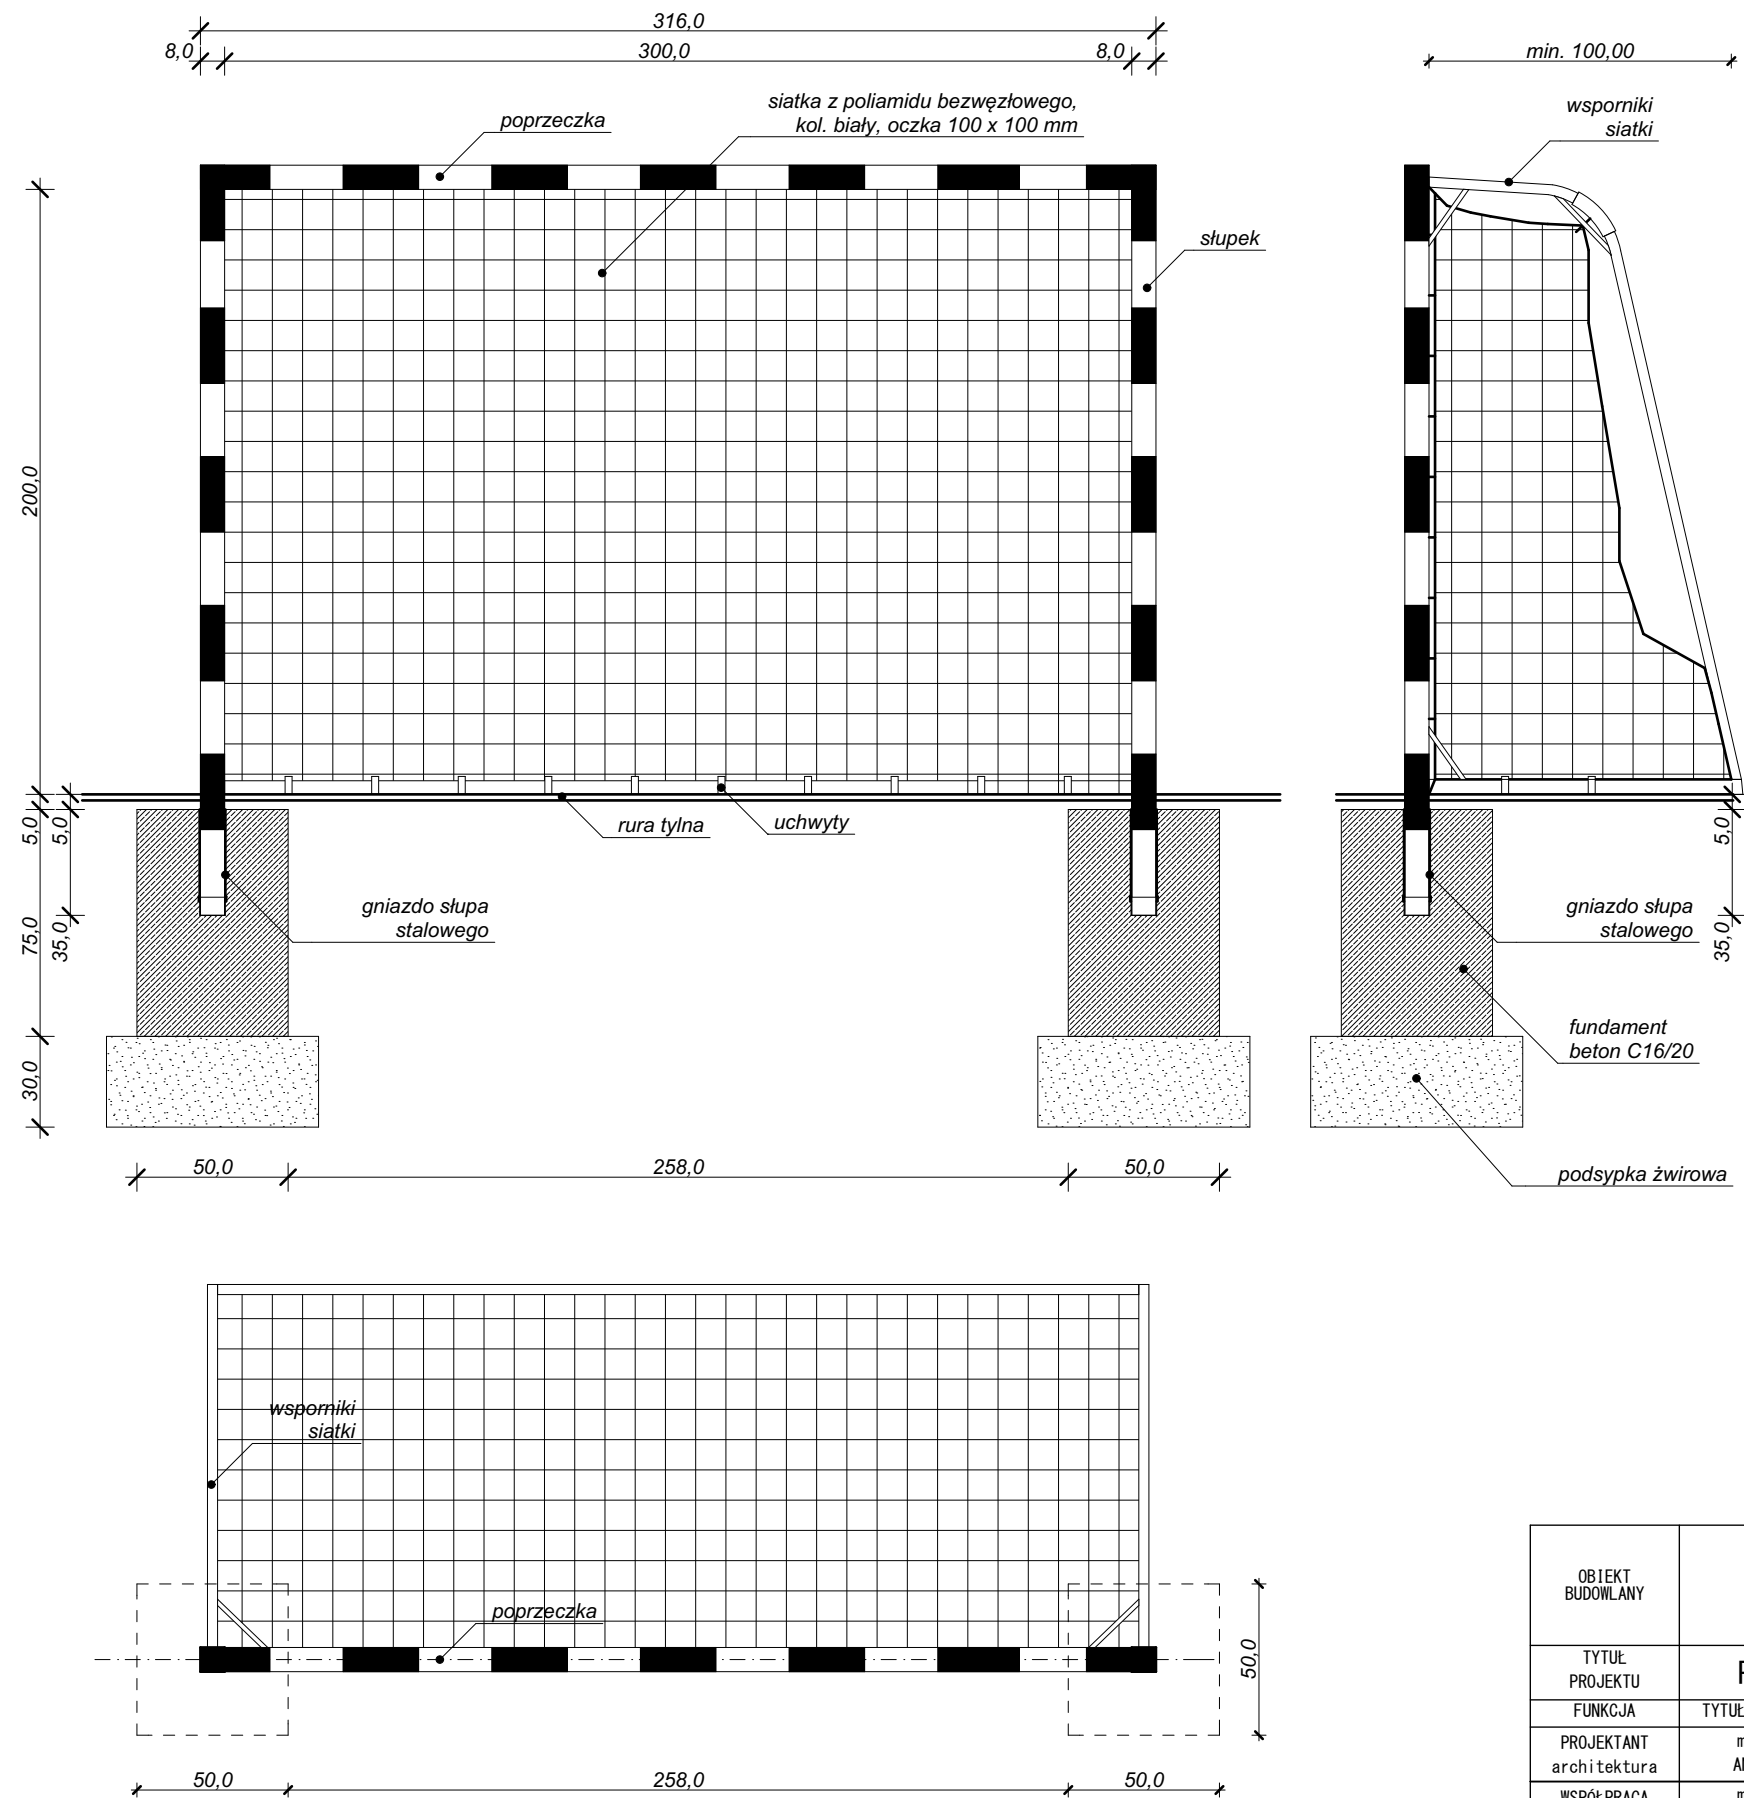 316,0
8,0
300,0
8,0
min. 100,00
siatka z poliamidu bezwęzłowego,
kol. biały, oczka 100 x 100 mm
poprzeczka
wsporniki
siatki
słupek
200,0
5,0
5,0
75,0
35,0
30,0
rura tylna
uchwyty
gniazdo słupa
stalowego
5,0
35,0
gniazdo słupa
stalowego
fundament
beton C16/20
podsypka żwirowa
50,0
258,0
50,0
wsporniki
siatki
poprzeczka
50,0
50,0
258,0
50,0
OBIEKT
BUDOWLANY
TYTUŁ
PROJEKTU
FUNKCJA
TYTUŁ
PROJEKTANT
architektura
WSPÓŁPRACA